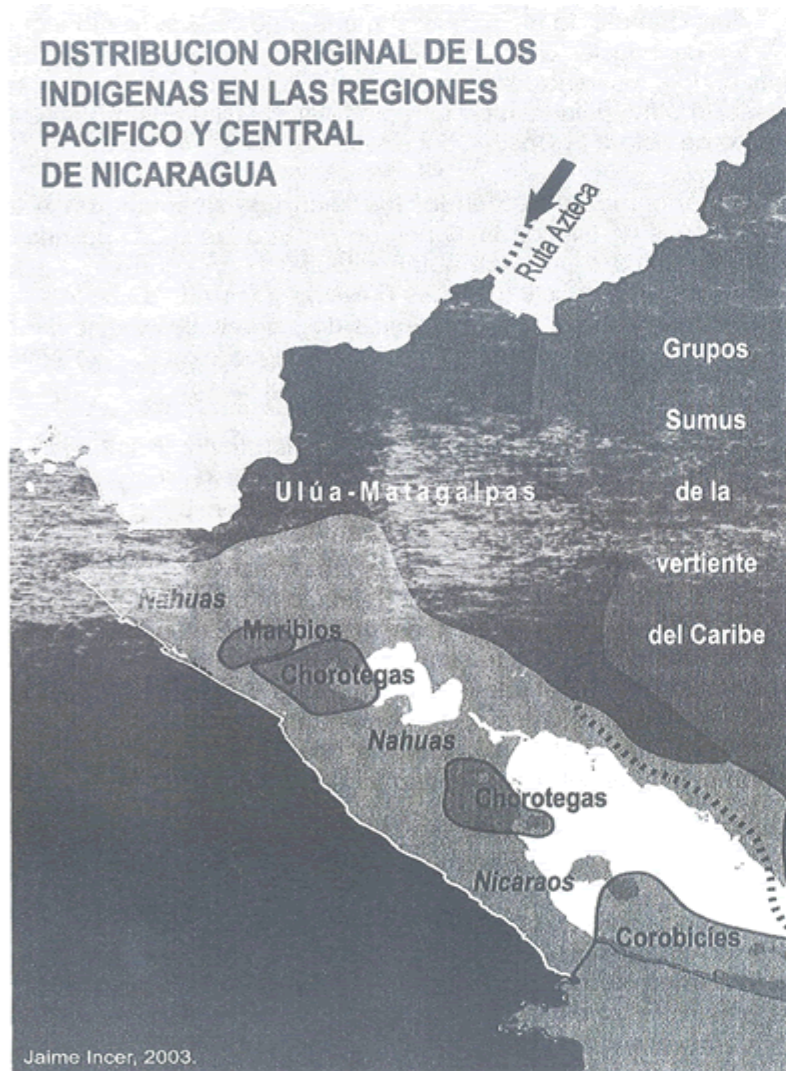 DISTRIBUCION ORIGINAL DE LOS
INDIGENAS EN LAS REGIONES
PACIFICO Y CENTRAL
DE NICARAGUA
Ruta Azteca
Grupos
Sumus
de la
vertiente
del Caribe
Ulúa-Matagalpas
Nahuas
Maribios
Chorotegas
Nahuas
Chorotegas
Nicaraos
Corobicíes
Jaime Incer, 2003.